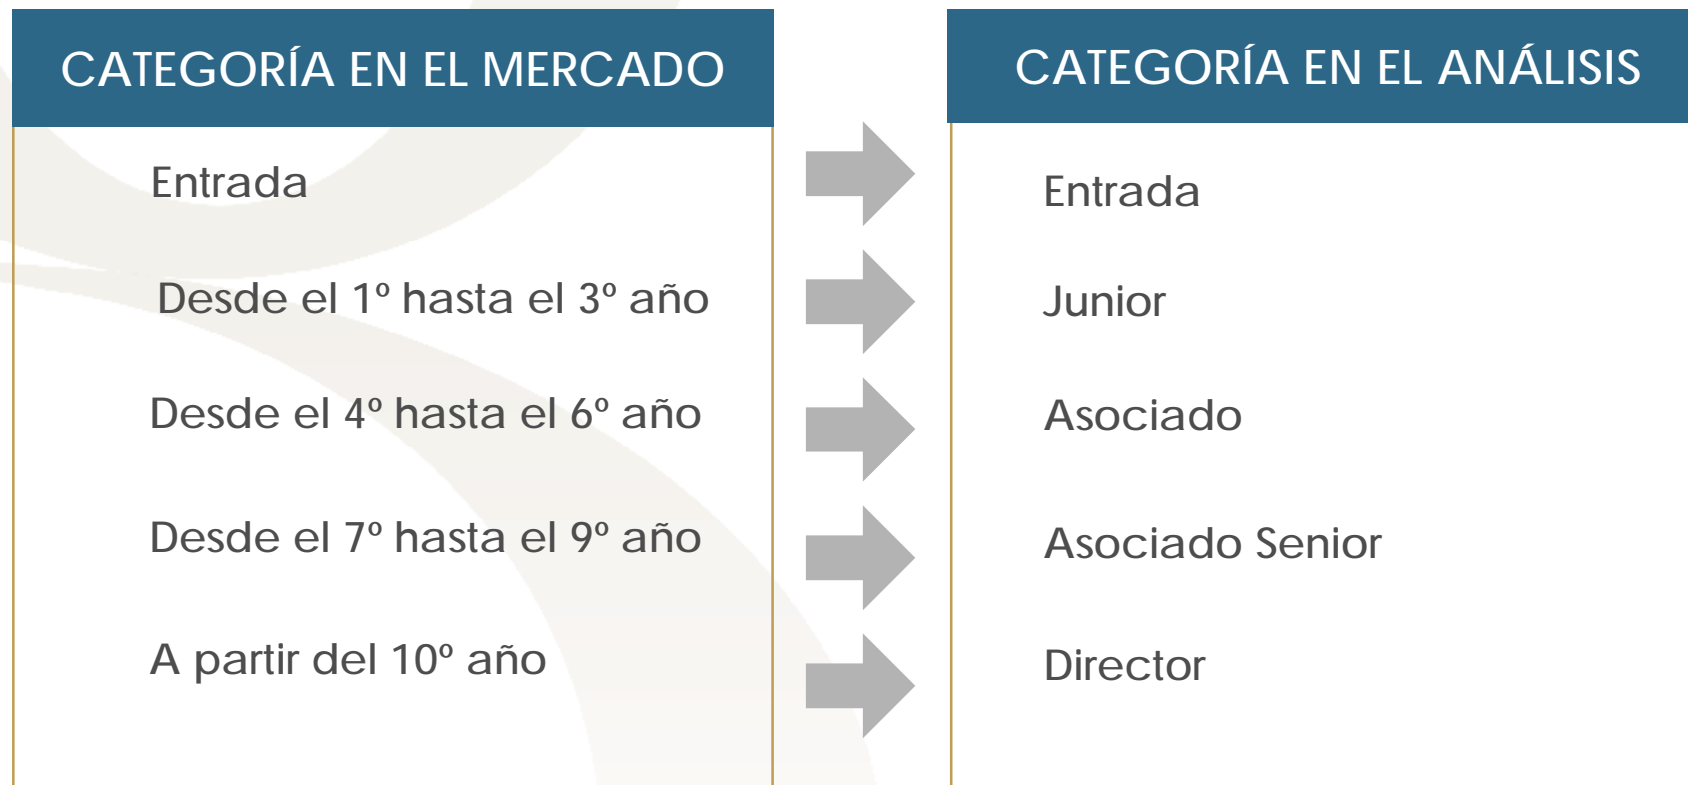 CATEGORÍA EN EL MERCADO
Entrada
Desde el 1º hasta el 3º año
Desde el 4º hasta el 6º año
Desde el 7º hasta el 9º año
A partir del 10º año
CATEGORÍA EN EL ANÁLISIS
Entrada
Junior
Asociado
Asociado Senior
Director